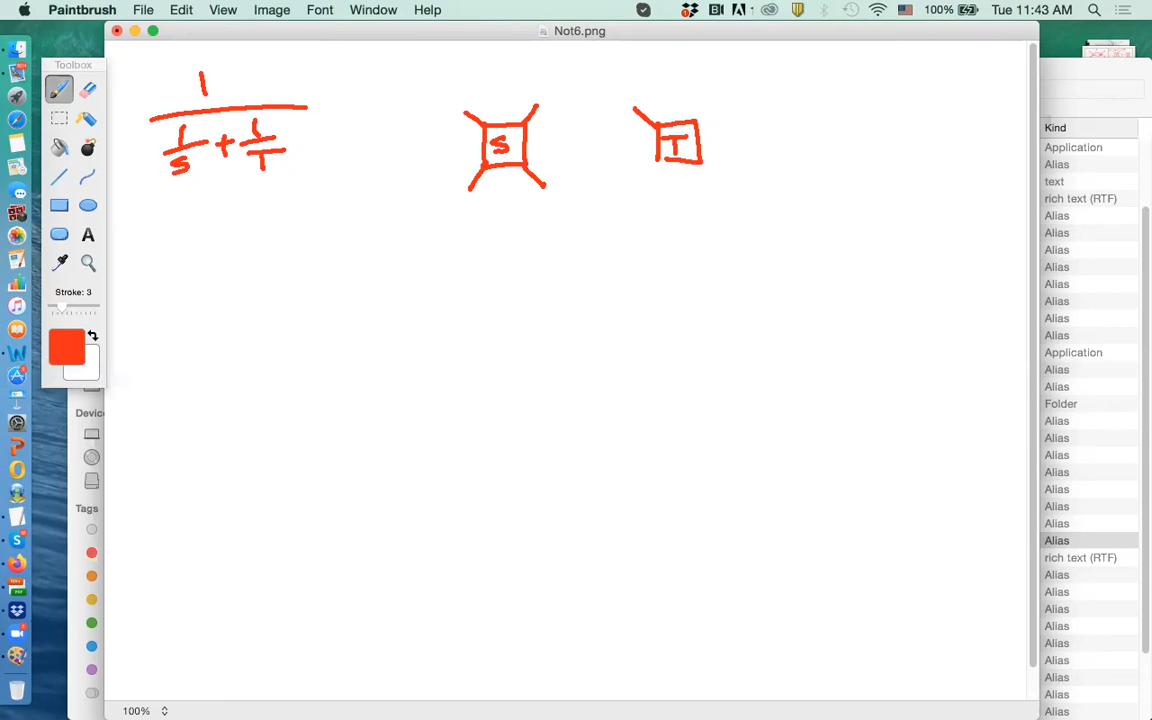 Paintbrush File Edit View Image Font Window Help 100% Tue 11:43 AM
Not6.png
Toolbox
1
1 + 1
S T
S
T
Stroke: 3
Kind
Application
Alias
text
rich text (RTF)
Alias
Alias
Alias
Alias
Alias
Alias
Alias
Alias
Application
Alias
Alias
Folder
Alias
Alias
Alias
Alias
Alias
Alias
Alias
Alias
rich text (RTF)
Alias
Alias
Alias
Alias
Alias
Alias
Alias
Alias
Alias
Devic
Tags
100%